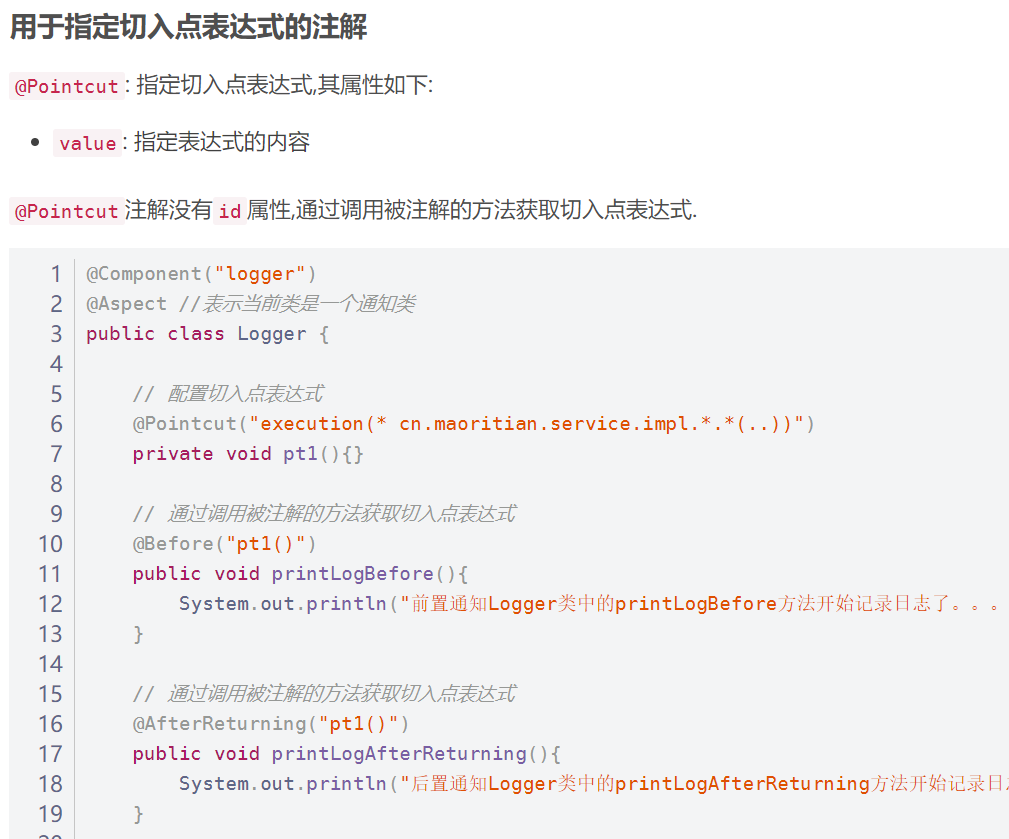 用于指定切入点表达式的注解
@Pointcut: 指定切入点表达式,其属性如下:
• value: 指定表达式的内容
@Pointcut注解没有id属性,通过调用被注解的方法获取切入点表达式.
1 @Component("logger")
2 @Aspect //表示当前类是一个通知类
3 public class Logger {
4
5 // 配置切入点表达式
6 @Pointcut("execution(* cn.maoritian.service.impl.*.*(..))")
7 private void pt1(){}
8
9 // 通过调用被注解的方法获取切入点表达式
10 @Before("pt1()")
11 public void printLogBefore(){
12 System.out.println("前置通知Logger类中的printLogBefore方法开始记录日志了。。。
13 }
14
15 // 通过调用被注解的方法获取切入点表达式
16 @AfterReturning("pt1()")
17 public void printLogAfterReturning(){
18 System.out.println("后置通知Logger类中的printLogAfterReturning方法开始记录日
19 }